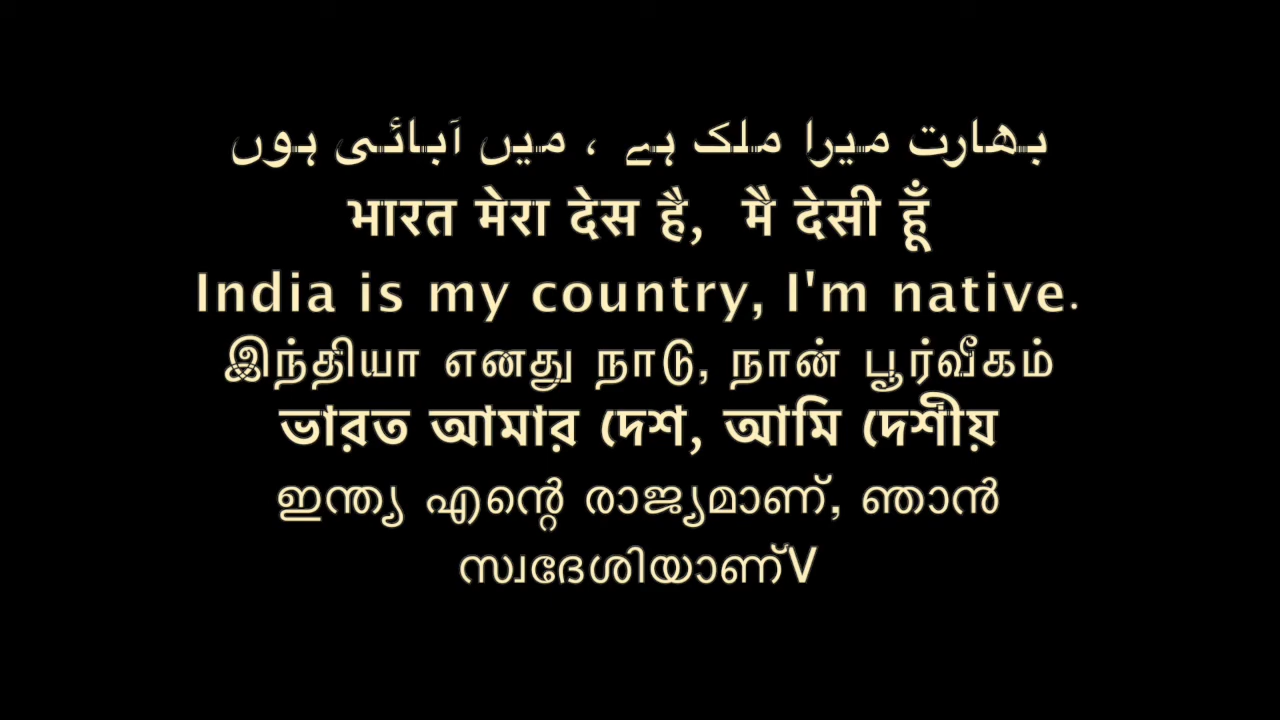 بھارت میرا ملک ہے ، میں آبائی ہوں
भारत मेरा देस है, मै देसी हूँ
India is my country, I'm native.
இந்தியா எனது நாடு, நான் பூர்வீகம்
ভারত আমার দেশ, আমি দেশীয়
ഇന്ത്യ എന്റെ രാജ്യമാണ്, ഞാൻ
സ്വദേശിയാണ്V